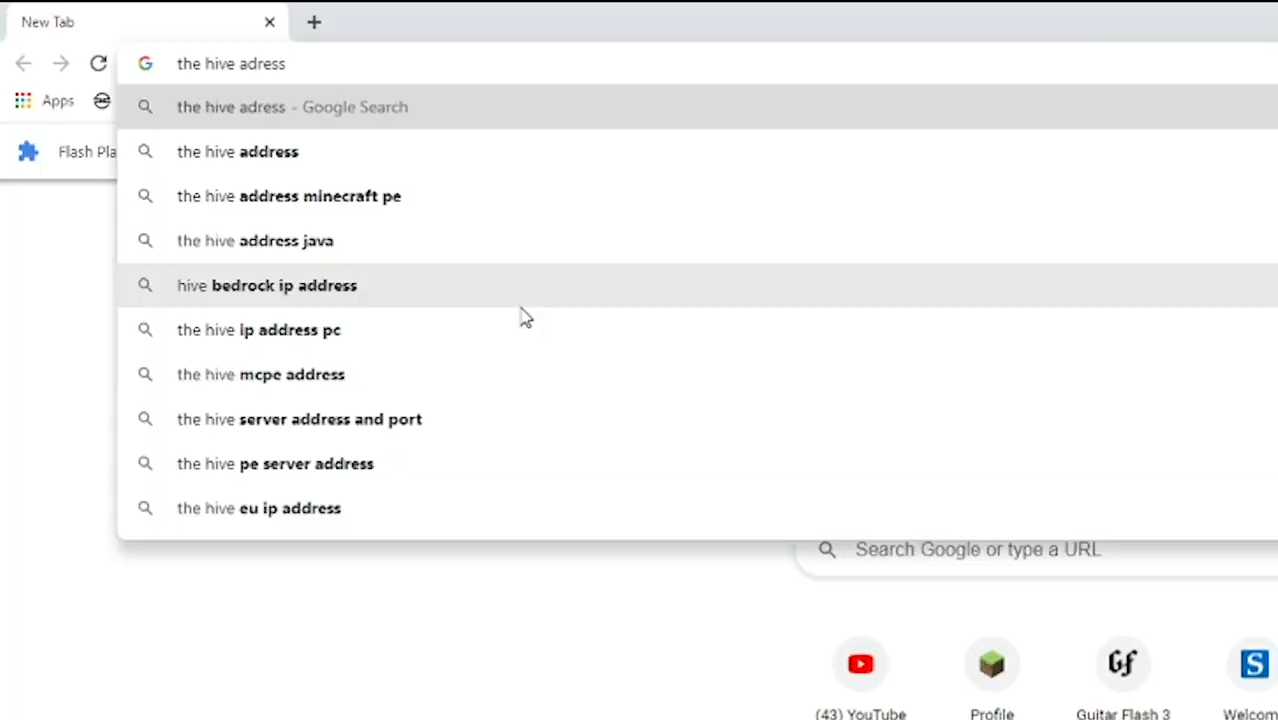 New Tab
the hive adress
Apps
the hive adress - Google Search
Flash Pla
the hive address
the hive address minecraft pe
the hive address java
hive bedrock ip address
the hive ip address pc
the hive mcpe address
the hive server address and port
the hive pe server address
the hive eu ip address
Search Google or type a URL
(43) YouTube
Profile
Guitar Flash 3
Welcom